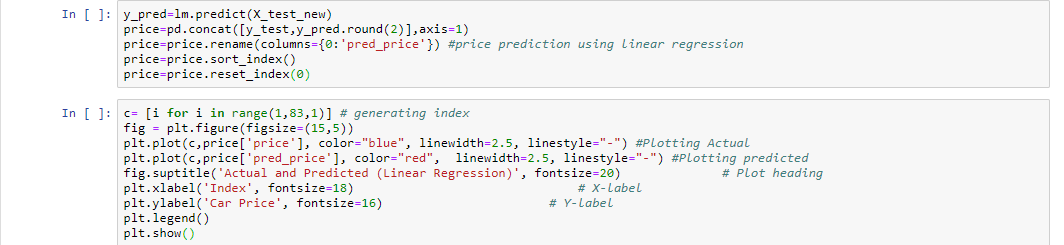 In [ ]: y_pred=lm.predict(X_test_new)
price=pd.concat([y_test,y_pred.round(2)],axis=1)
price=price.rename(columns={0:'pred_price'}) #price prediction using linear regression
price=price.sort_index()
price=price.reset_index(0)
In [ ]: c= [i for i in range(1,83,1)] # generating index
fig = plt.figure(figsize=(15,5))
plt.plot(c,price['price'], color="blue", linewidth=2.5, linestyle="-") #Plotting Actual
plt.plot(c,price['pred_price'], color="red",  linewidth=2.5, linestyle="-") #Plotting predicted
fig.suptitle('Actual and Predicted (Linear Regression)', fontsize=20)              # Plot heading
plt.xlabel('Index', fontsize=18)                               # X-label
plt.ylabel('Car Price', fontsize=16)                       # Y-label
plt.legend()
plt.show()